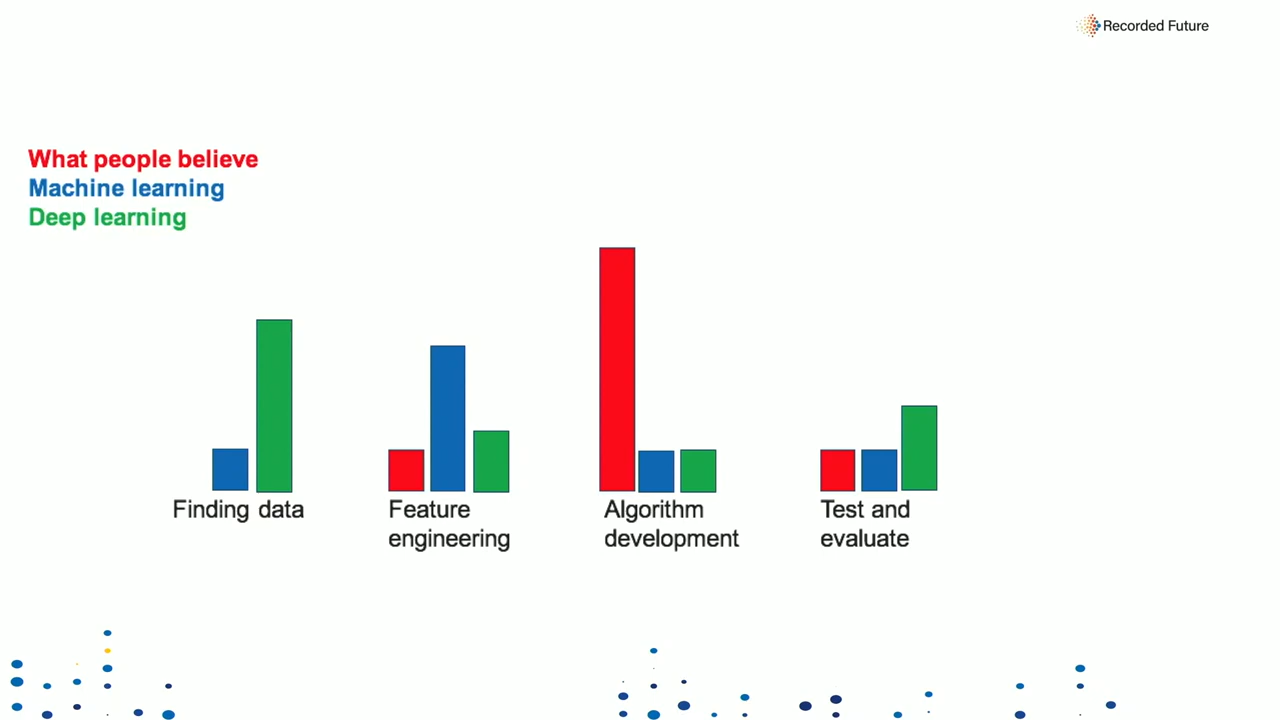 Recorded Future
What people believe
Machine learning
Deep learning
Finding data
Feature
engineering
Algorithm
development
Test and
evaluate